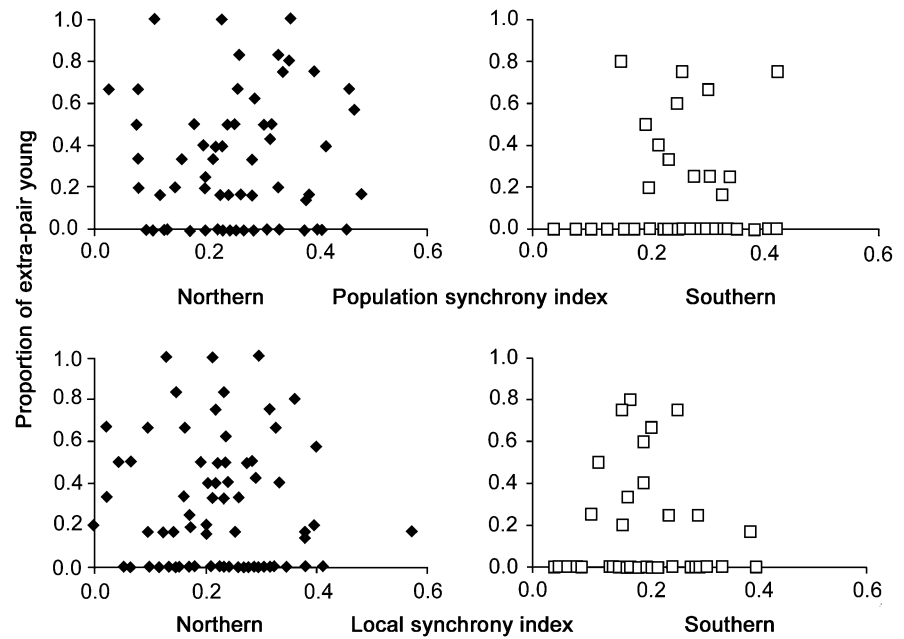 Proportion of extra-pair young
1.0 1.0
0.8 0.8
0.6 0.6
0.4 0.4
0.2 0.2
0.0 0.0
0.0 0.2 0.4 0.6 0.0 0.2 0.4 0.6
Northern Population synchrony index Southern
1.0 1.0
0.8 0.8
0.6 0.6
0.4 0.4
0.2 0.2
0.0 0.0
0.0 0.2 0.4 0.6 0.0 0.2 0.4 0.6
Northern Local synchrony index Southern